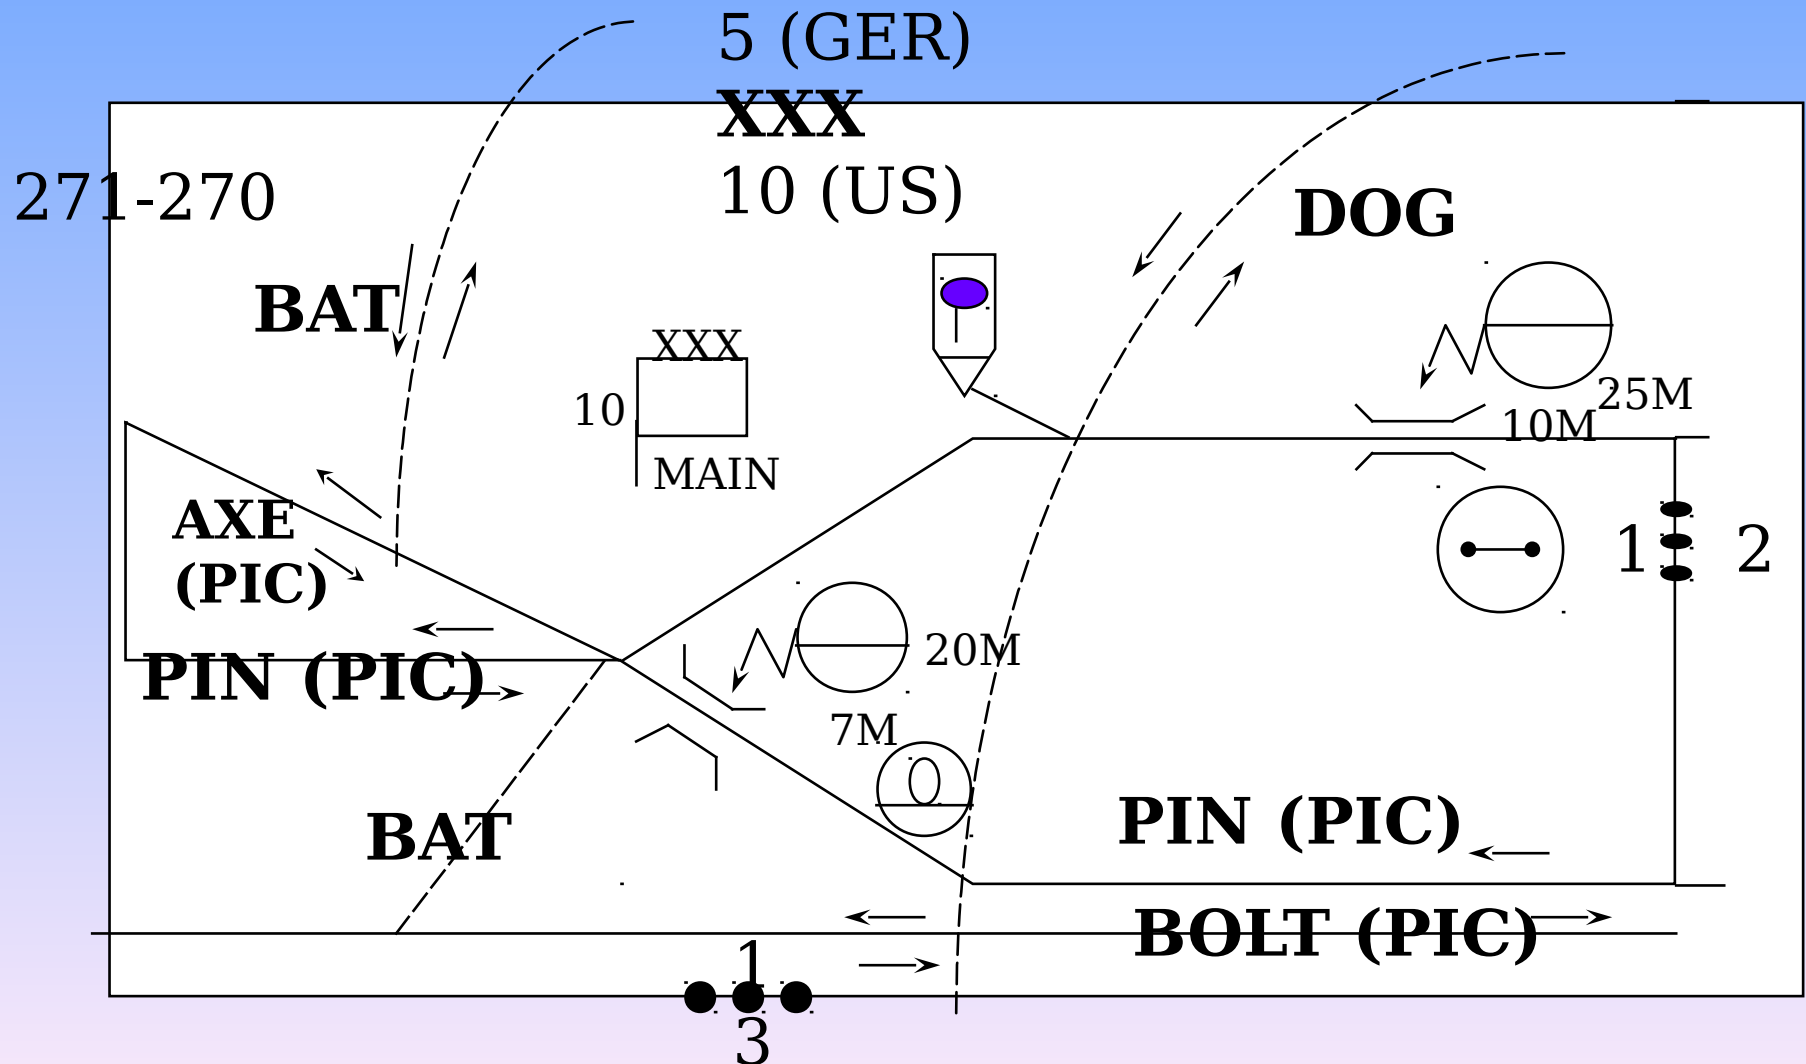 5 (GER)
XXX
10 (US)
271-270
DOG
BAT
XXX
10
MAIN
25M
10M
AXE
(PIC)
1
2
20M
PIN (PIC)
7M
BAT
PIN (PIC)
BOLT (PIC)
1
3